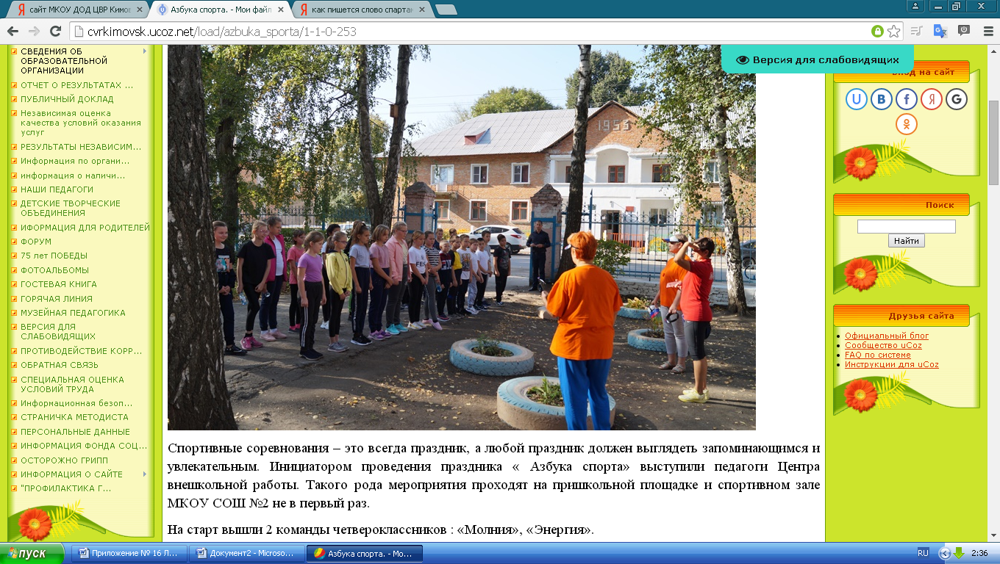 сайт МКОУ ДОД ЦВР Кимов
Азбука спорта. - Мои файл
как пишется слово спартан
cvrkimovsk.ucoz.net/load/azbuka_sporta/1-1-0-253
СВЕДЕНИЯ ОБ
ОБРАЗОВАТЕЛЬНОЙ
ОРГАНИЗАЦИИ
ОТЧЕТ О РЕЗУЛЬТАТАХ ...
ПУБЛИЧНЫЙ ДОКЛАД
Независимая оценка
качества условий оказания
услуг
РЕЗУЛЬТАТЫ НЕЗАВИСИМ...
Информация по органи...
информация о наличи...
НАШИ ПЕДАГОГИ
ДЕТСКИЕ ТВОРЧЕСКИЕ
ОБЪЕДИНЕНИЯ
ИФОРМАЦИЯ ДЛЯ РОДИТЕЛЕЙ
ФОРУМ
75 лет ПОБЕДЫ
ФОТОАЛЬБОМЫ
ГОСТЕВАЯ КНИГА
ГОРЯЧАЯ ЛИНИЯ
МУЗЕЙНАЯ ПЕДАГОГИКА
ВЕРСИЯ ДЛЯ
СЛАБОВИДЯЩИХ
ПРОТИВОДЕЙСТВИЕ КОРР...
ОБРАТНАЯ СВЯЗЬ
СПЕЦИАЛЬНАЯ ОЦЕНКА
УСЛОВИЙ ТРУДА
Информационная безоп...
СТРАНИЧКА МЕТОДИСТА
ПЕРСОНАЛЬНЫЕ ДАННЫЕ
ИНФОРМАЦИЯ ФОНДА СОЦ...
ОСТОРОЖНО ГРИПП
ИНФОРМАЦИЯ О САЙТЕ
"ПРОФИЛАКТИКА Г...
1953
Спортивные соревнования – это всегда праздник, а любой праздник должен выглядеть запоминающимся и
увлекательным. Инициатором проведения праздника « Азбука спорта» выступили педагоги Центра
внешкольной работы. Такого рода мероприятия проходят на пришкольной площадке и спортивном зале
МКОУ СОШ №2 не в первый раз.
На старт вышли 2 команды четвероклассников : «Молния», «Энергия».
Версия для слабовидящих
на сайт
Поиск
Найти
Друзья сайта
Официальный блог
Сообщество uCoz
FAQ по системе
Инструкции для uCoz
пуск
Приложение № 16 Л...
Документ2 - Microso...
Азбука спорта. - Мо...
RU
2:36